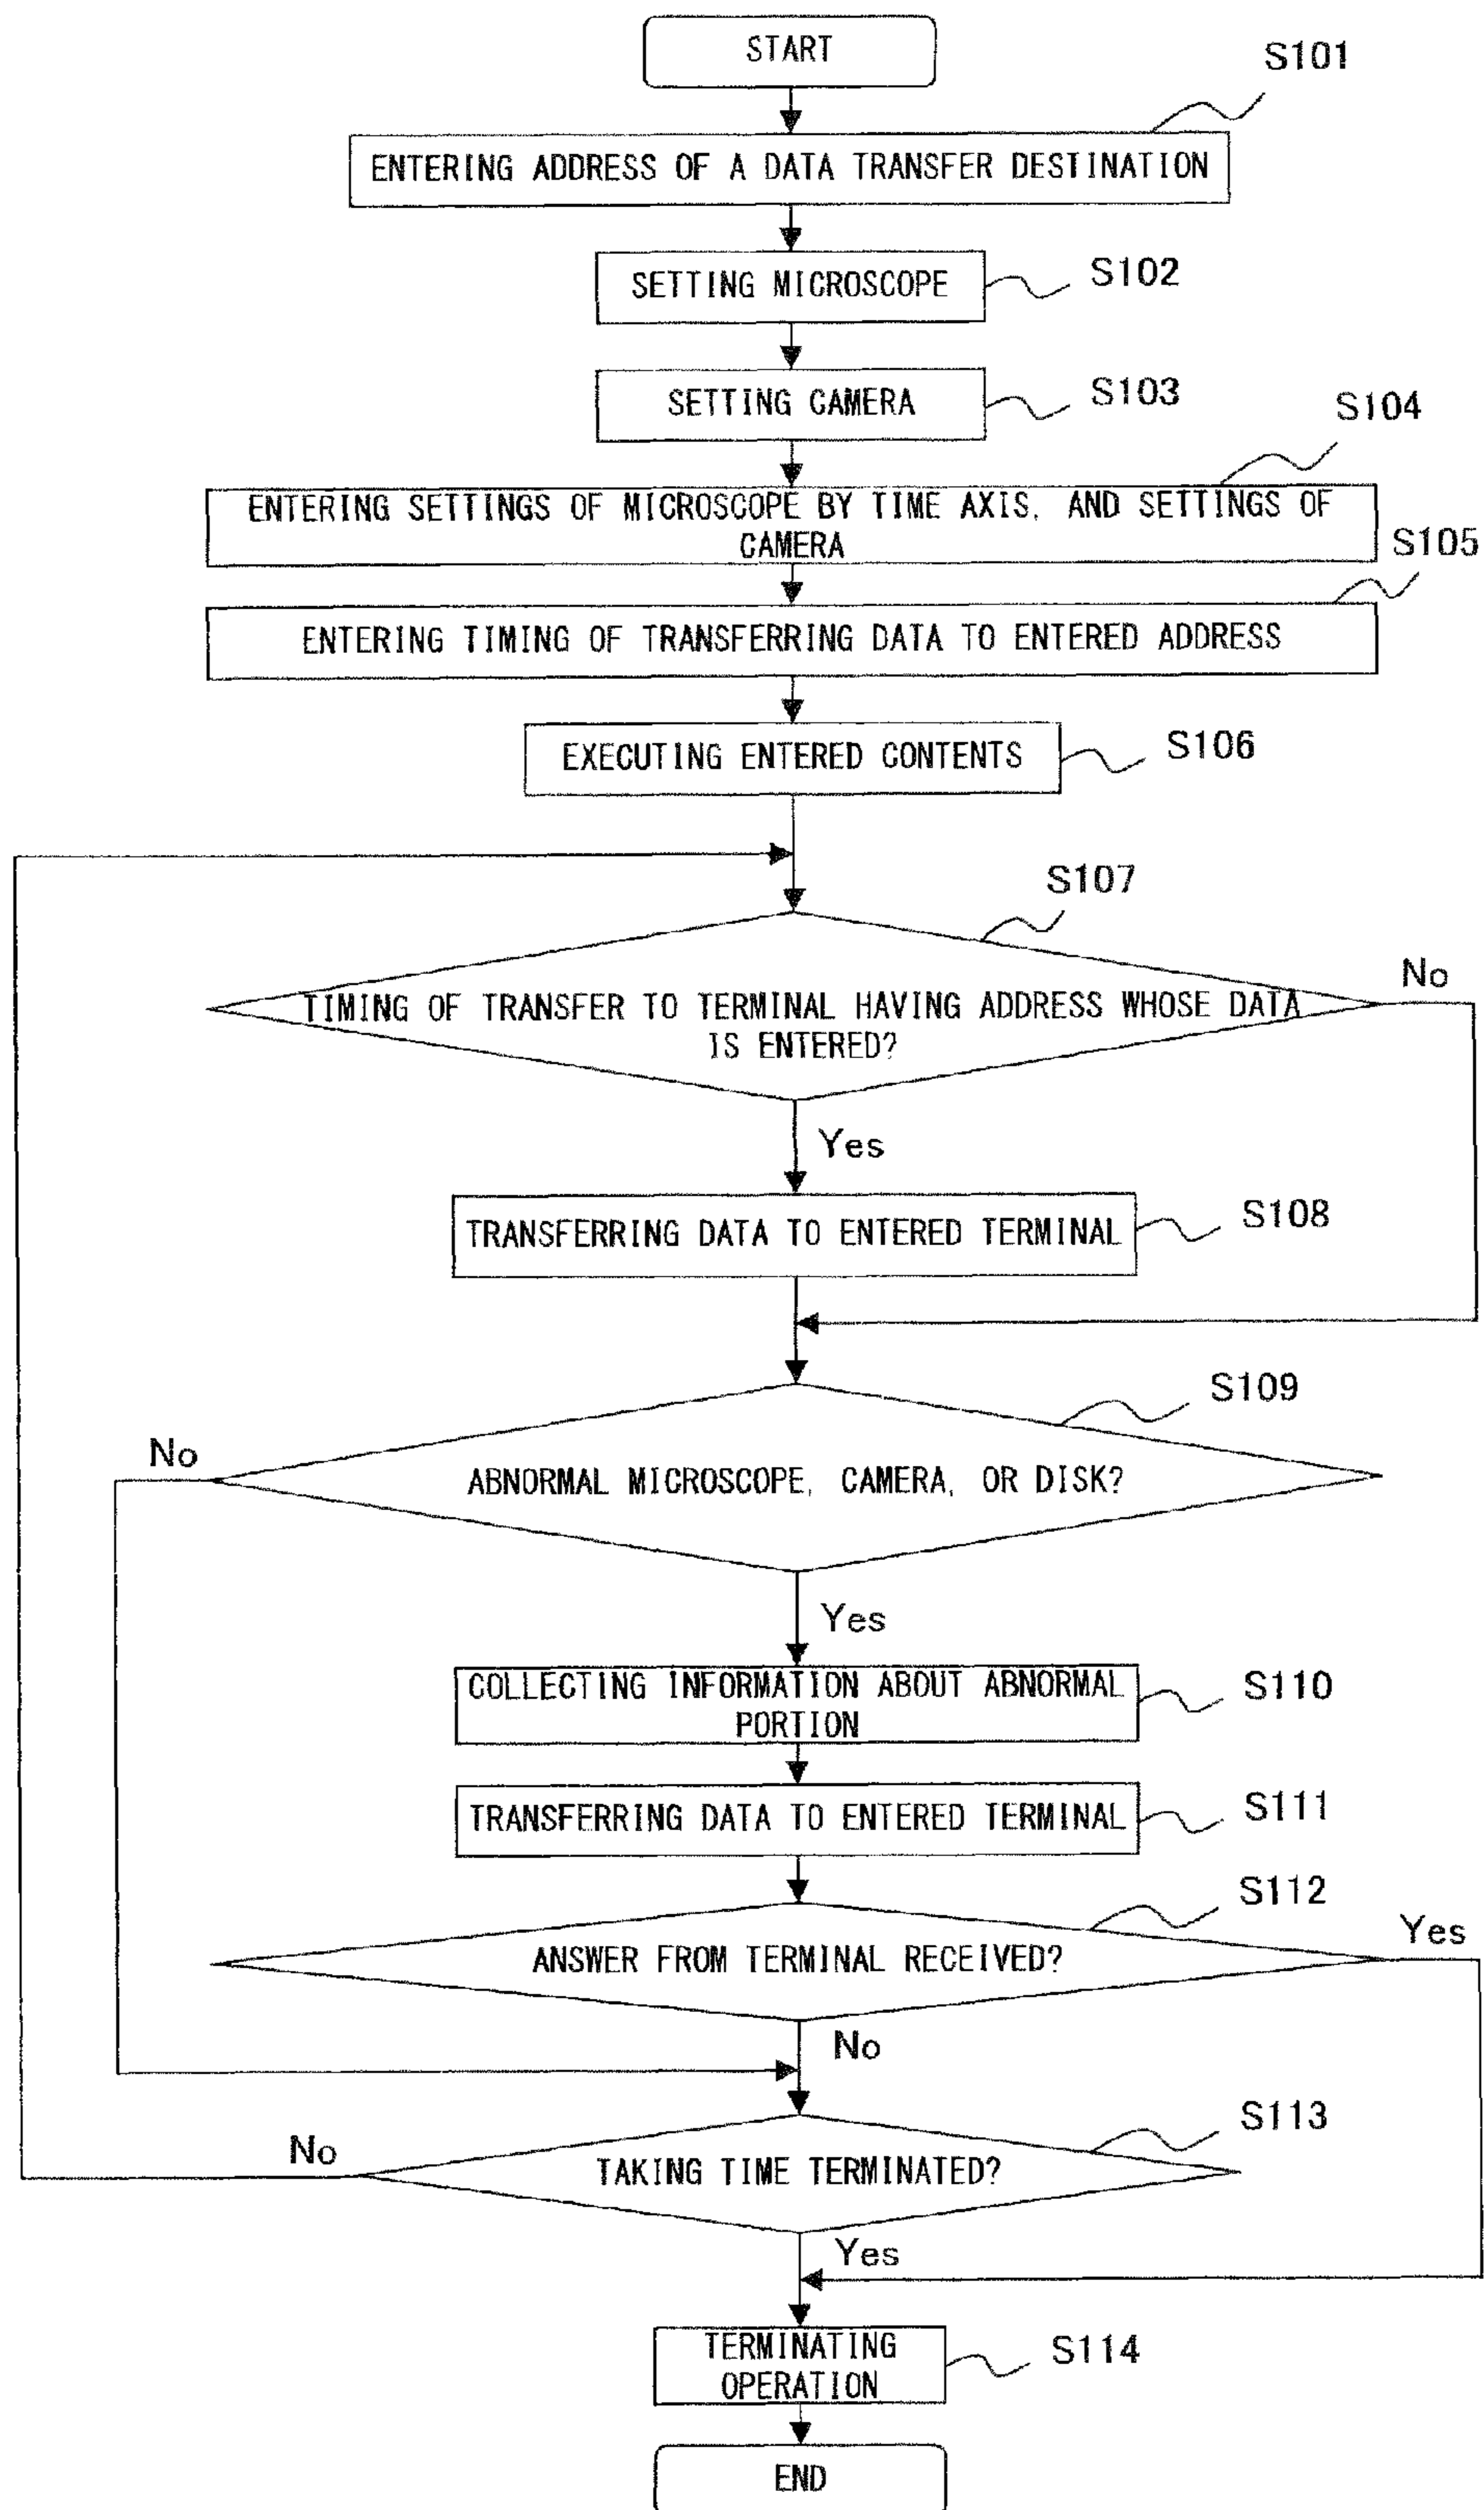 START
S101
ENTERING ADDRESS OF A DATA TRANSFER DESTINATION
SETTING MICROSCOPE
S102
SETTING CAMERA
S103
S104
ENTERING SETTINGS OF MICROSCOPE BY TIME AXIS, AND SETTINGS OF
CAMERA
S105
ENTERING TIMING OF TRANSFERRING DATA TO ENTERED ADDRESS
EXECUTING ENTERED CONTENTS
S106
S107
No
TIMING OF TRANSFER TO TERMINAL HAVING ADDRESS WHOSE DATA
IS ENTERED?
Yes
TRANSFERRING DATA TO ENTERED TERMINAL
S108
S109
No
ABNORMAL MICROSCOPE, CAMERA, OR DISK?
Yes
COLLECTING INFORMATION ABOUT ABNORMAL
PORTION
S110
TRANSFERRING DATA TO ENTERED TERMINAL
S111
S112
Yes
ANSWER FROM TERMINAL RECEIVED?
No
S113
No
TAKING TIME TERMINATED?
Yes
TERMINATING
OPERATION
S114
END